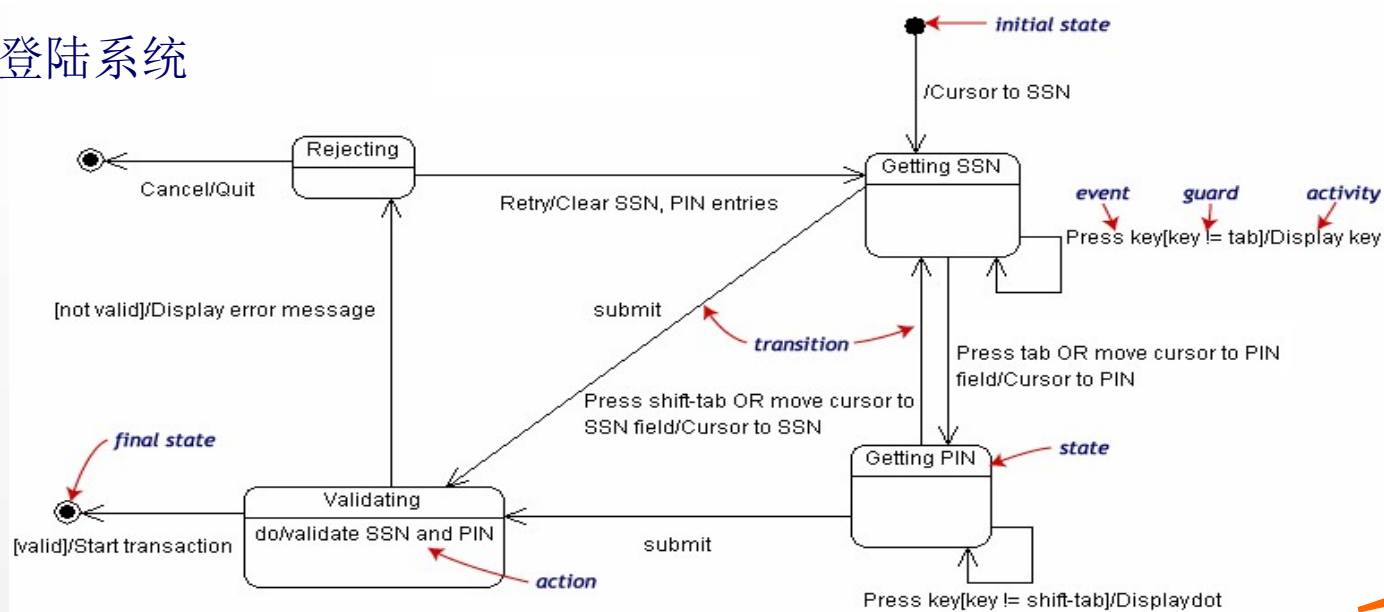 登陆系统
initial state
/Cursor to SSN
Rejecting
Getting SSN
Cancel/Quit
Retry/Clear SSN, PIN entries
event guard activity
Press key[key != tab]/Display key
[not valid]/Display error message
submit
transition
Press tab OR move cursor to PIN
field/Cursor to PIN
Press shift-tab OR move cursor to
SSN field/Cursor to SSN
final state
Getting PIN
state
Validating
do/validate SSN and PIN
[valid]/Start transaction
submit
action
Press key[key != shift-tab]/Displaydot